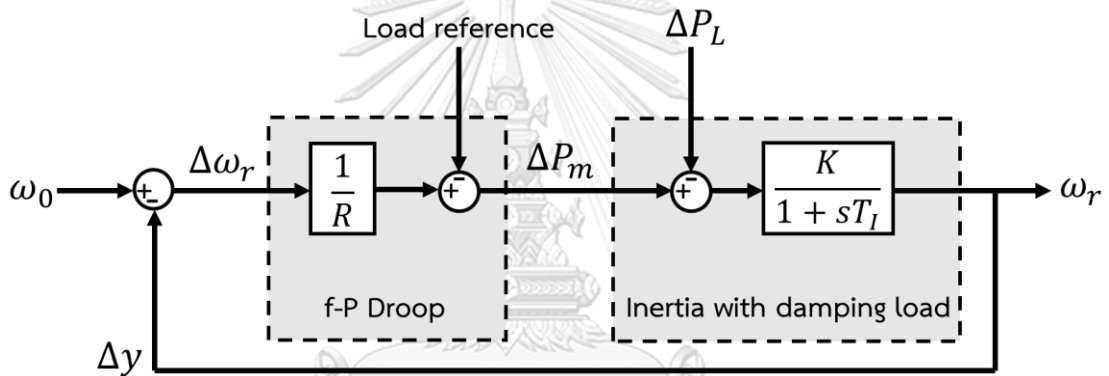 Load reference
ΔP_L
Δω_r
1/R
ΔP_m
K/(1 + sT_I)
ω_0
+
-
+
-
+
-
ω_r
f-P Droop
Inertia with damping load
Δy